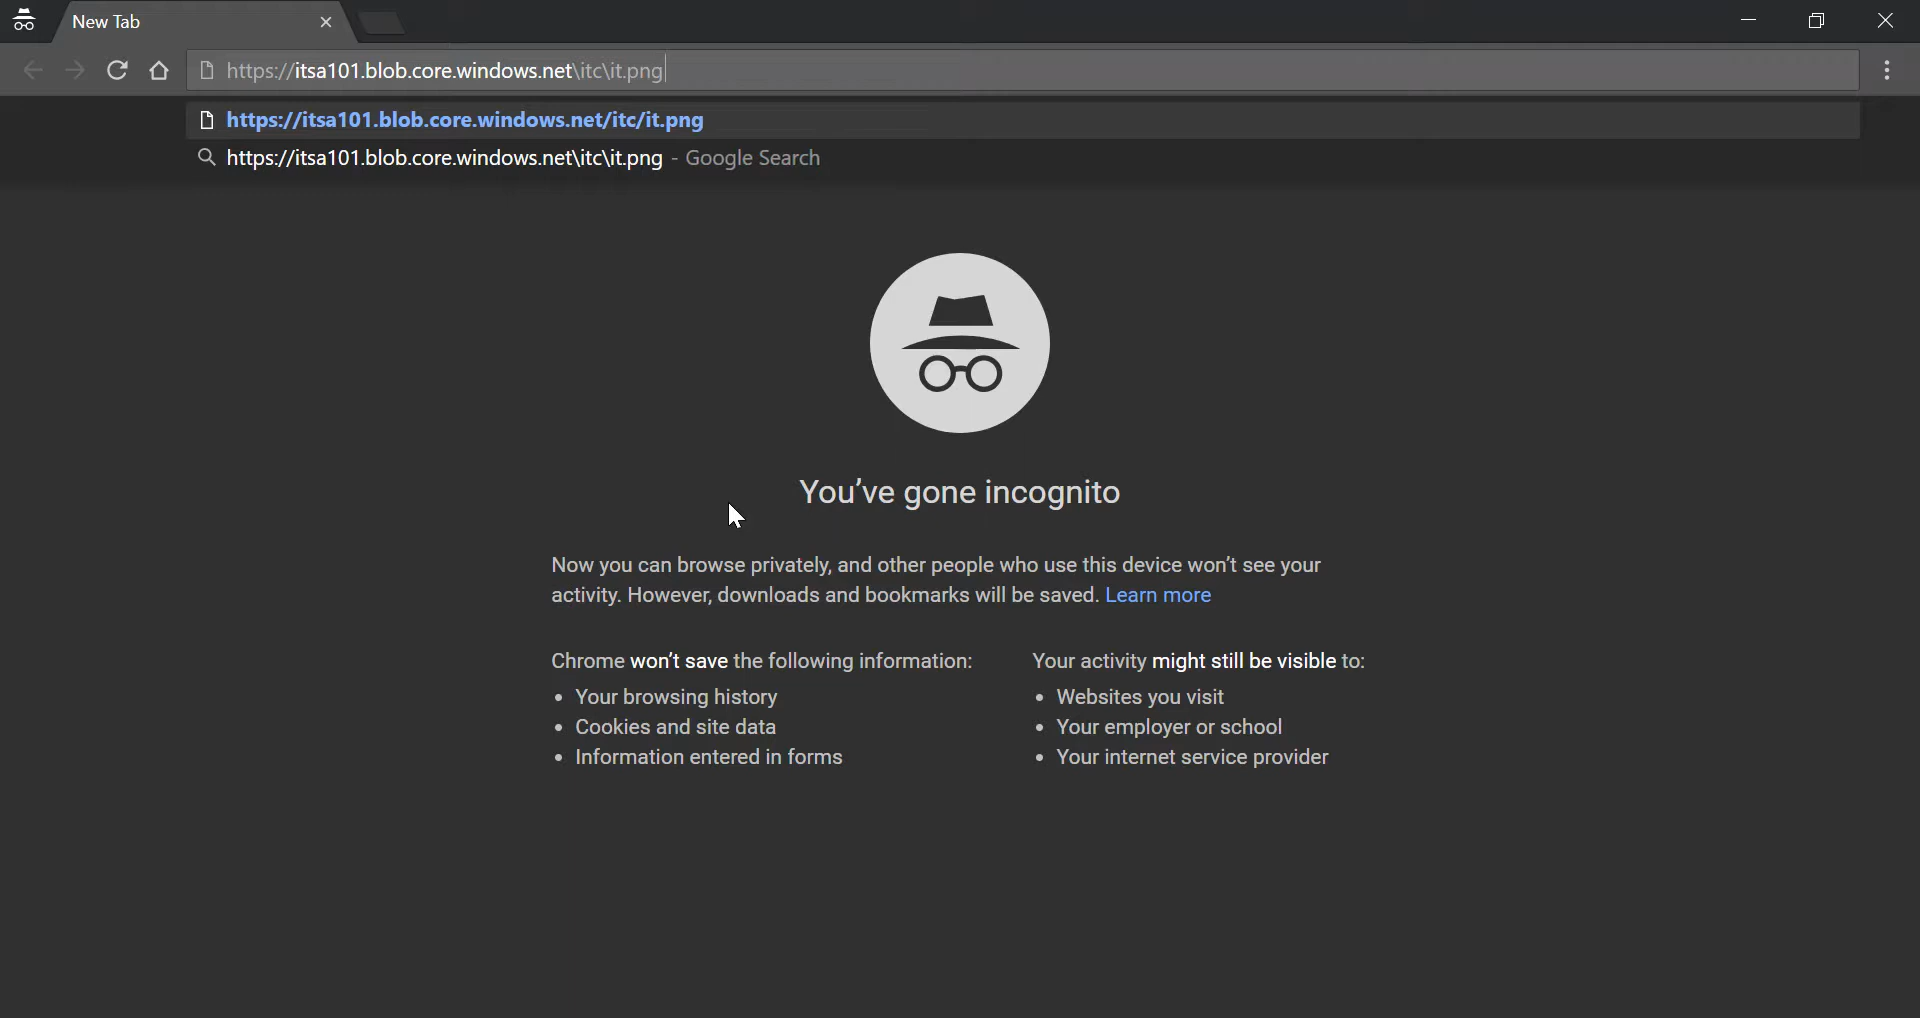 New Tab
https://itsa101.blob.core.windows.net\itc\it.png
https://itsa101.blob.core.windows.net/itc/it.png
https://itsa101.blob.core.windows.net\itc\it.png - Google Search
You've gone incognito
Now you can browse privately, and other people who use this device won't see your
activity. However, downloads and bookmarks will be saved. Learn more
Chrome won't save the following information:
• Your browsing history
• Cookies and site data
• Information entered in forms
Your activity might still be visible to:
• Websites you visit
• Your employer or school
• Your internet service provider